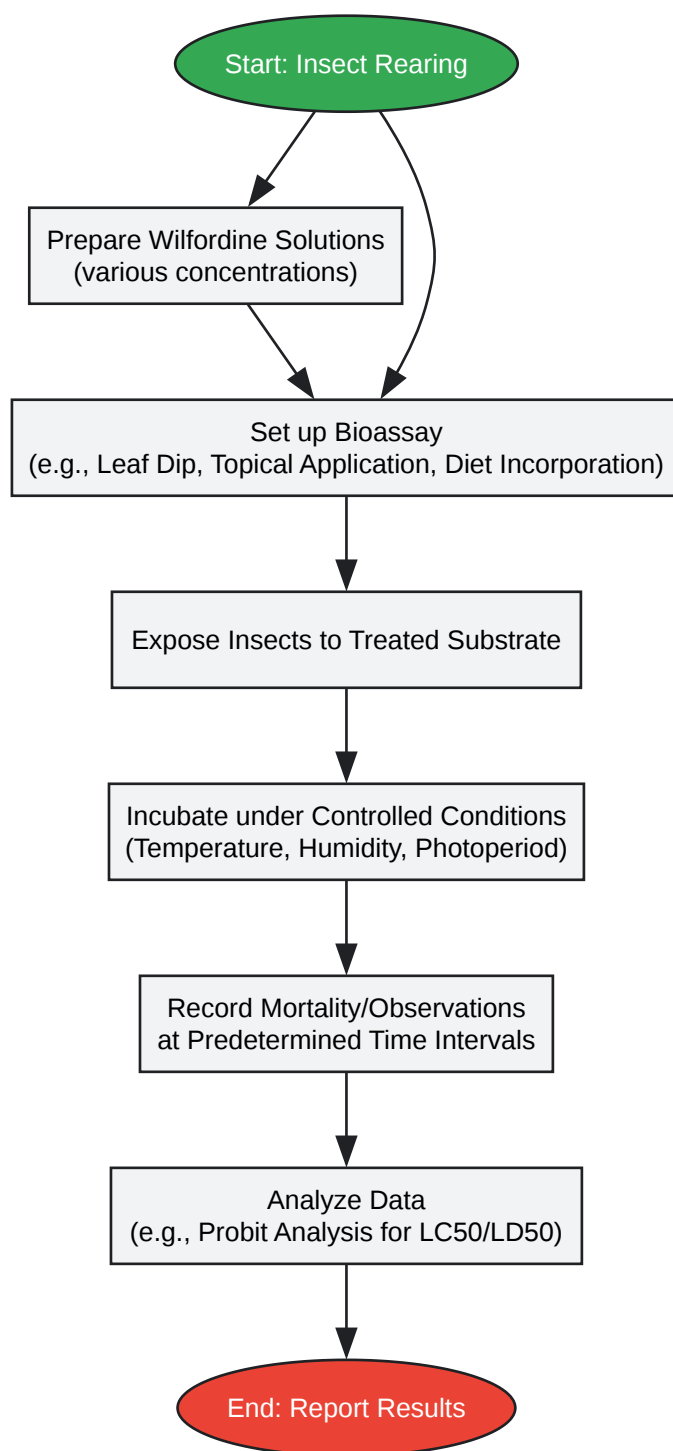 Start: Insect Rearing
Prepare Wilfordine Solutions
(various concentrations)
Set up Bioassay
(e.g., Leaf Dip, Topical Application, Diet Incorporation)
Expose Insects to Treated Substrate
Incubate under Controlled Conditions
(Temperature, Humidity, Photoperiod)
Record Mortality/Observations
at Predetermined Time Intervals
Analyze Data
(e.g., Probit Analysis for LC50/LD50)
End: Report Results